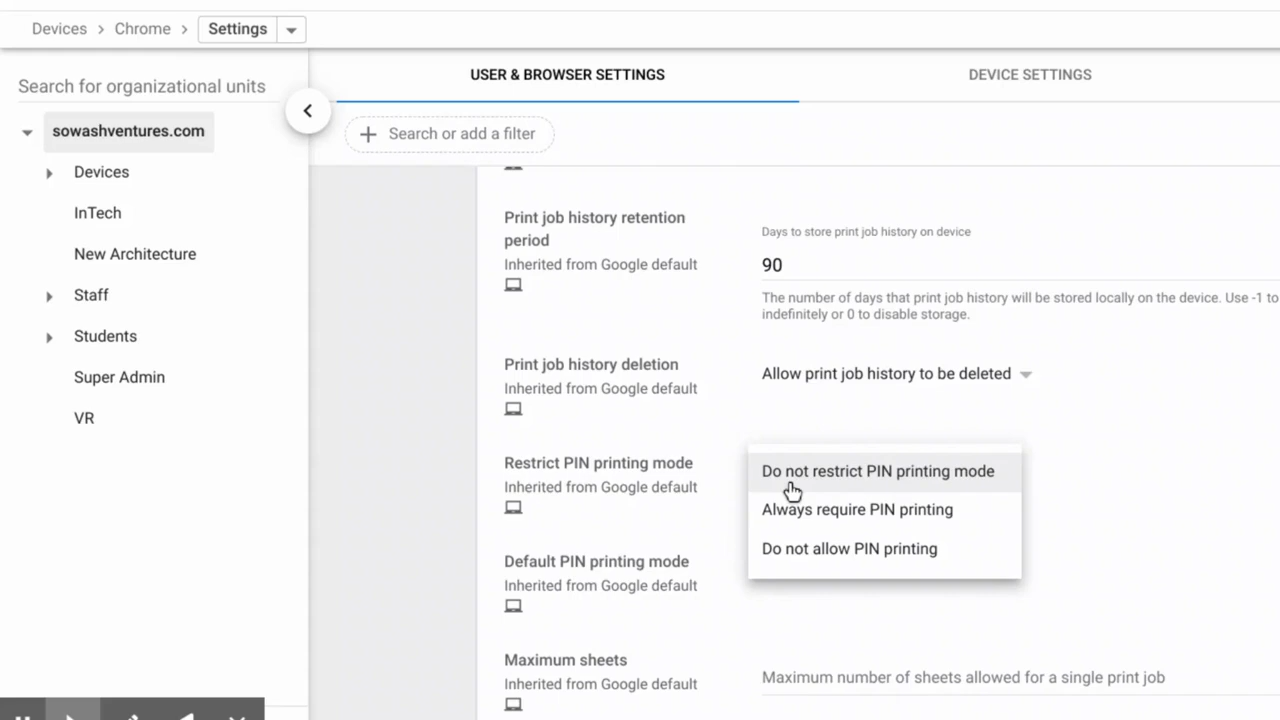 Devices > Chrome > Settings
Search for organizational units
sowashventures.com
Devices
InTech
New Architecture
Staff
Students
Super Admin
VR
USER & BROWSER SETTINGS
DEVICE SETTINGS
Search or add a filter
Print job history retention
period
Inherited from Google default
Days to store print job history on device
90
The number of days that print job history will be stored locally on the device. Use -1 to
indefinitely or 0 to disable storage.
Print job history deletion
Inherited from Google default
Allow print job history to be deleted
Restrict PIN printing mode
Inherited from Google default
Do not restrict PIN printing mode
Always require PIN printing
Do not allow PIN printing
Default PIN printing mode
Inherited from Google default
Maximum sheets
Inherited from Google default
Maximum number of sheets allowed for a single print job